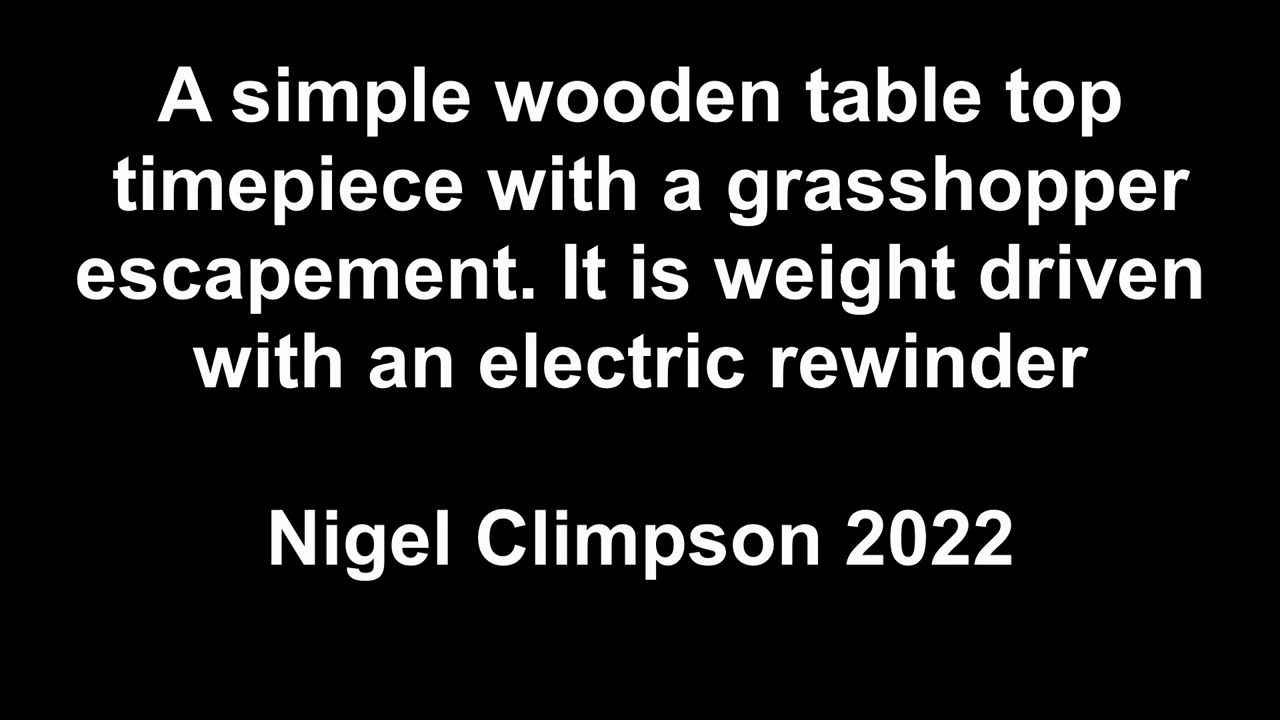 A simple wooden table top
timepiece with a grasshopper
escapement. It is weight driven
with an electric rewinder
Nigel Climpson 2022